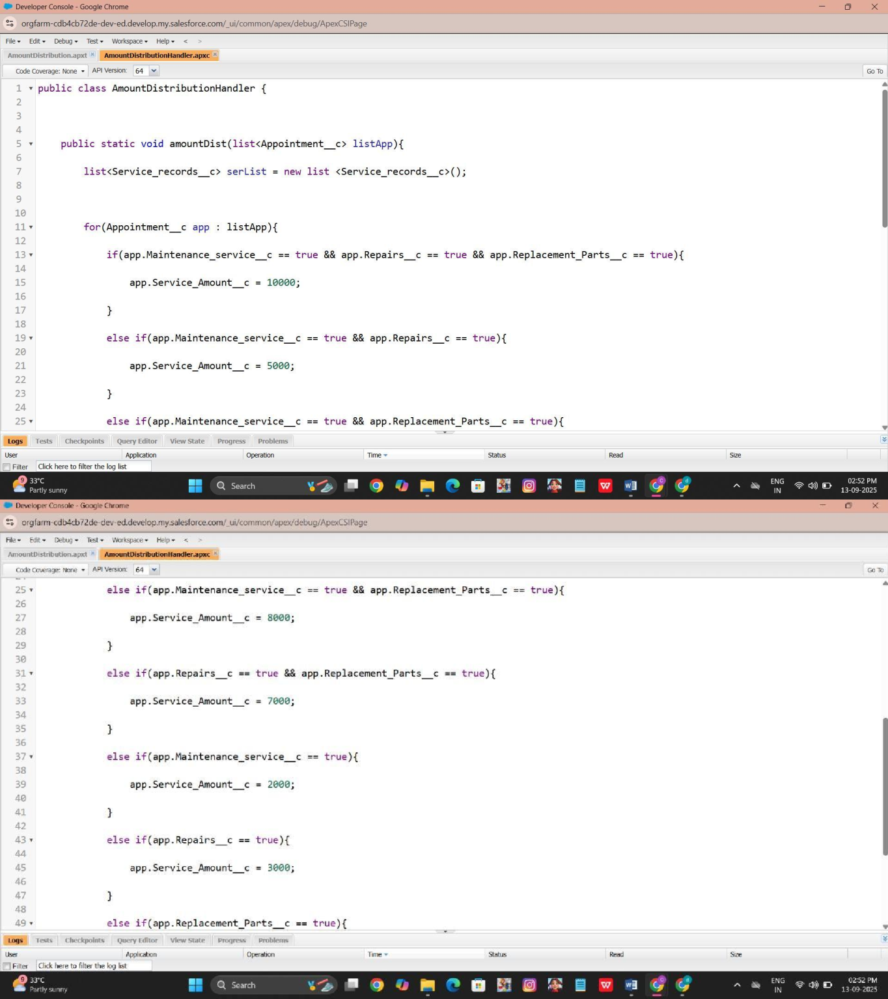 Developer Console - Google Chrome
orgfarm-cdb4cb72de-dev-ed.develop.my.salesforce.com/_ui/common/apex/debug/ApexCSIPage
File Edit Debug Test Workspace Help < >
AmountDistribution.apxt AmountDistributionHandler.apxc
Code Coverage: None API Version: 64 Go To
1 public class AmountDistributionHandler {
2
3
4
5 public static void amountDist(list<Appointment__c> listApp){
6
7 list<Service_records__c> serList = new list <Service_records__c>();
8
9
10
11 for(Appointment__c app : listApp){
12
13 if(app.Maintenance_service__c == true && app.Repairs__c == true && app.Replacement_Parts__c == true){
14
15 app.Service_Amount__c = 10000;
16
17 }
18
19 else if(app.Maintenance_service__c == true && app.Repairs__c == true){
20
21 app.Service_Amount__c = 5000;
22
23 }
24
25 else if(app.Maintenance_service__c == true && app.Replacement_Parts__c == true){
Logs Tests Checkpoints Query Editor View State Progress Problems
User Application Operation Time Status Read Size
Filter Click here to filter the log list
9 33°C Search ENG 02:52 PM
Partly sunny IN 13-09-2025
Developer Console - Google Chrome
orgfarm-cdb4cb72de-dev-ed.develop.my.salesforce.com/_ui/common/apex/debug/ApexCSIPage
File Edit Debug Test Workspace Help < >
AmountDistribution.apxt AmountDistributionHandler.apxc
Code Coverage: None API Version: 64 Go To
25 else if(app.Maintenance_service__c == true && app.Replacement_Parts__c == true){
26
27 app.Service_Amount__c = 8000;
28
29 }
30
31 else if(app.Repairs__c == true && app.Replacement_Parts__c == true){
32
33 app.Service_Amount__c = 7000;
34
35 }
36
37 else if(app.Maintenance_service__c == true){
38
39 app.Service_Amount__c = 2000;
40
41 }
42
43 else if(app.Repairs__c == true){
44
45 app.Service_Amount__c = 3000;
46
47 }
48
49 else if(app.Replacement_Parts__c == true){
Logs Tests Checkpoints Query Editor View State Progress Problems
User Application Operation Time Status Read Size
Filter Click here to filter the log list
9 33°C Search ENG 02:52 PM
Partly sunny IN 13-09-2025